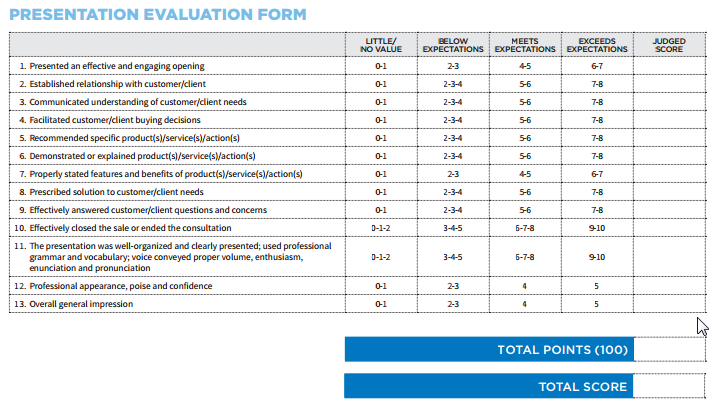 PRESENTATION EVALUATION FORM
LITTLE/ NO VALUE BELOW EXPECTATIONS MEETS EXPECTATIONS EXCEEDS EXPECTATIONS JUDGED SCORE
1. Presented an effective and engaging opening 0-1 2-3 4-5 6-7
2. Established relationship with customer/client 0-1 2-3-4 5-6 7-8
3. Communicated understanding of customer/client needs 0-1 2-3-4 5-6 7-8
4. Facilitated customer/client buying decisions 0-1 2-3-4 5-6 7-8
5. Recommended specific product(s)/service(s)/action(s) 0-1 2-3-4 5-6 7-8
6. Demonstrated or explained product(s)/service(s)/action(s) 0-1 2-3-4 5-6 7-8
7. Properly stated features and benefits of product(s)/service(s)/action(s) 0-1 2-3 4-5 6-7
8. Prescribed solution to customer/client needs 0-1 2-3-4 5-6 7-8
9. Effectively answered customer/client questions and concerns 0-1 2-3-4 5-6 7-8
10. Effectively closed the sale or ended the consultation 0-1-2 3-4-5 6-7-8 9-10
11. The presentation was well-organized and clearly presented; used professional
grammar and vocabulary; voice conveyed proper volume, enthusiasm, 0-1-2 3-4-5 6-7-8 9-10
enunciation and pronunciation
12. Professional appearance, poise and confidence 0-1 2-3 4 5
13. Overall general impression 0-1 2-3 4 5
TOTAL POINTS (100)
TOTAL SCORE